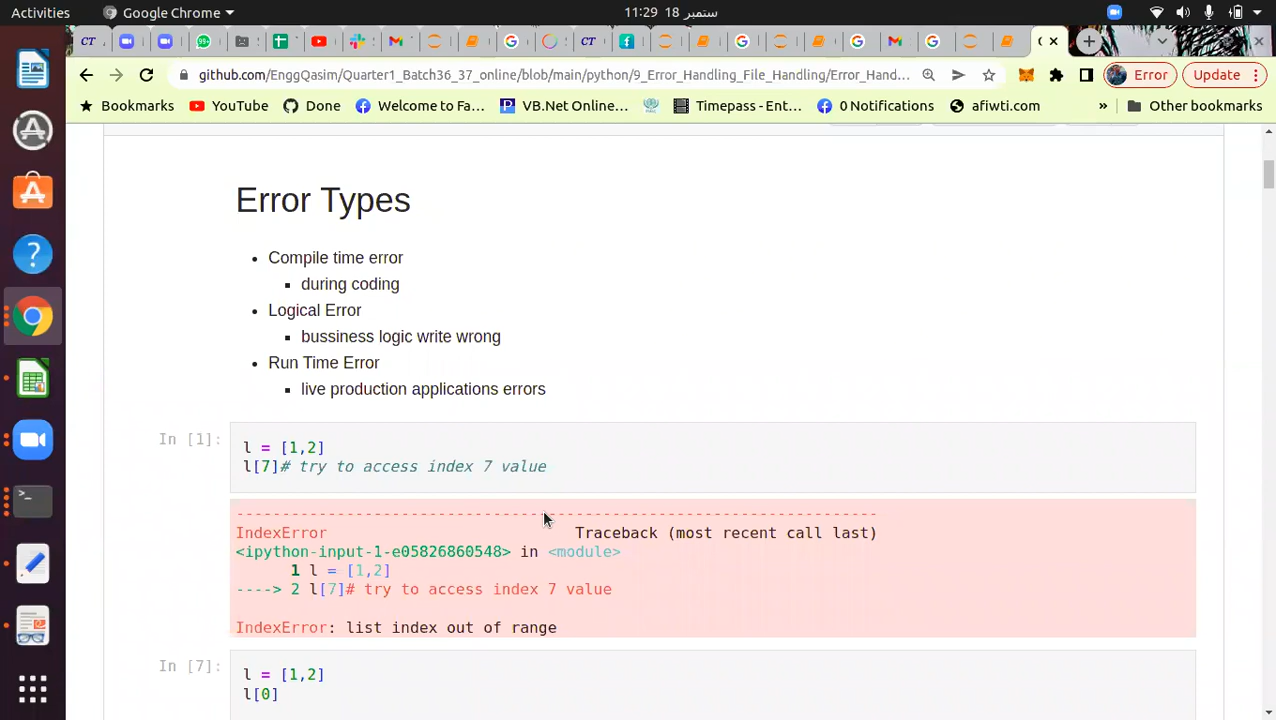 Activities
Google Chrome
11:29 18 ستمبر
CT
CT
github.com/EnggQasim/Quarter1_Batch36_37_online/blob/main/python/9_Error_Handling_File_Handling/Error_Hand...
Error
Update
Bookmarks
YouTube
Done
Welcome to Fa...
VB.Net Online...
Timepass - Ent...
0 Notifications
afiwti.com
»
Other bookmarks
Error Types
Compile time error
during coding
Logical Error
bussiness logic write wrong
Run Time Error
live production applications errors
In [1]:
l = [1,2]
l[7]# try to access index 7 value
---------------------------------------------------------------------------
IndexError                                Traceback (most recent call last)
<ipython-input-1-e05826860548> in <module>
1 l = [1,2]
----> 2 l[7]# try to access index 7 value
IndexError: list index out of range
In [7]:
l = [1,2]
l[0]